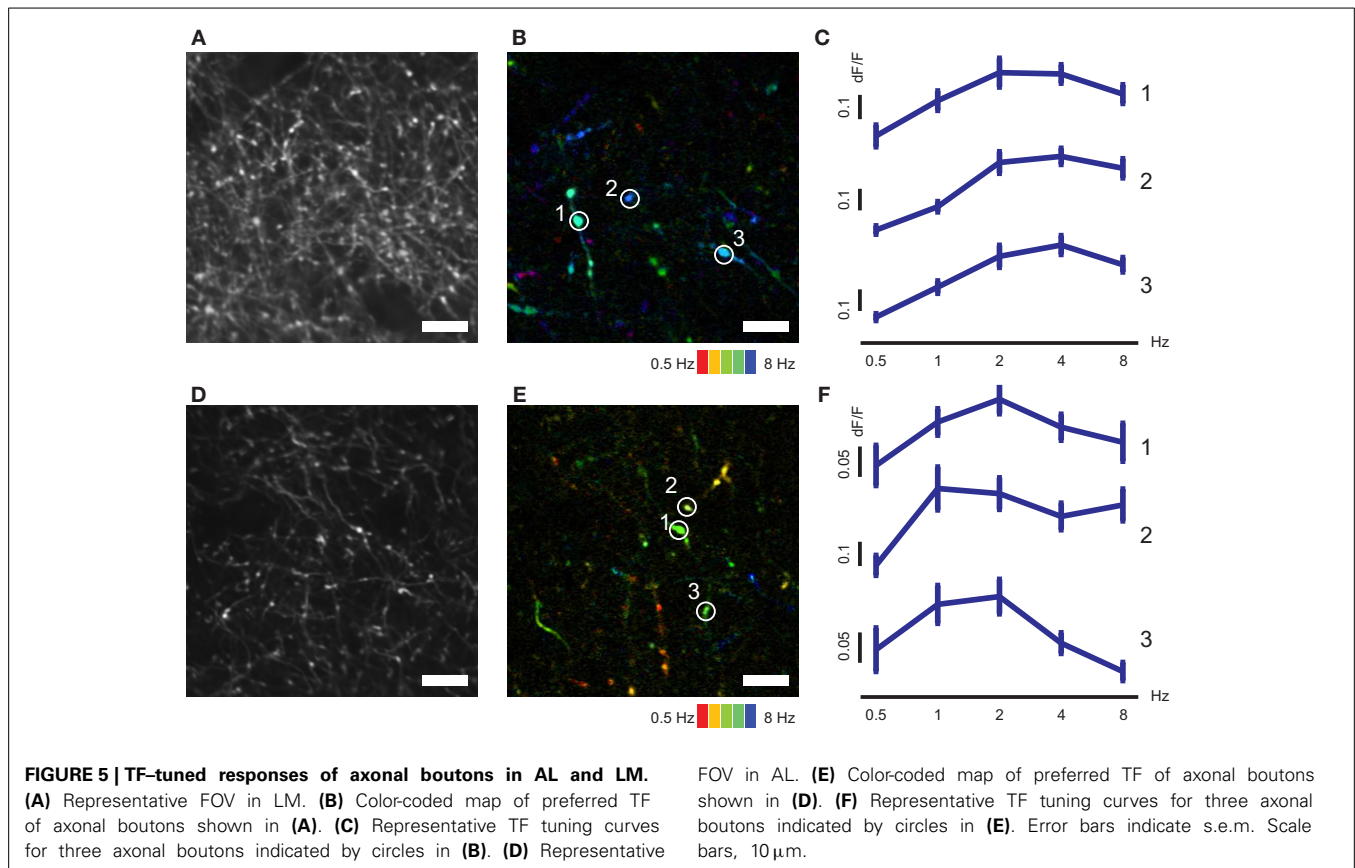 A
B
C
dF/F
0.1
1
0.1
2
0.1
3
1
2
3
0.5 Hz 8 Hz
0.5 1 2 4 8 Hz
D
E
F
dF/F
0.05
1
0.1
2
0.05
3
2
1
3
0.5 Hz 8 Hz
0.5 1 2 4 8 Hz
FIGURE 5 | TF–tuned responses of axonal boutons in AL and LM.
(A) Representative FOV in LM. (B) Color-coded map of preferred TF
of axonal boutons shown in (A). (C) Representative TF tuning curves
for three axonal boutons indicated by circles in (B). (D) Representative
FOV in AL. (E) Color-coded map of preferred TF of axonal boutons
shown in (D). (F) Representative TF tuning curves for three axonal
boutons indicated by circles in (E). Error bars indicate s.e.m. Scale
bars, 10 μm.